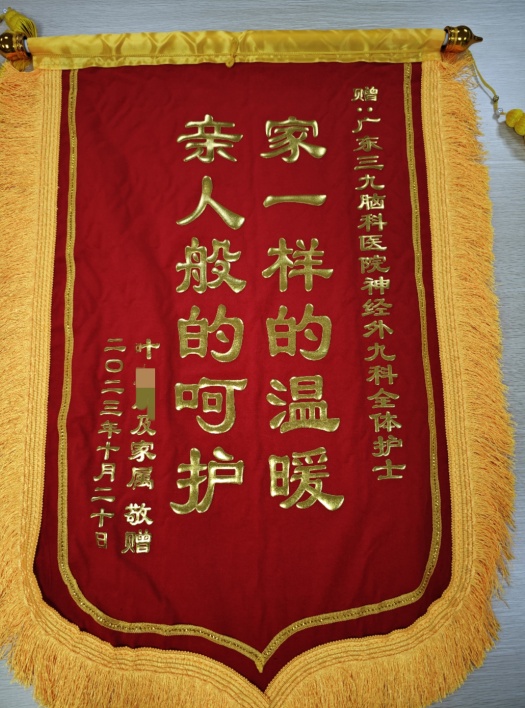 赠：广东三九脑科医院神经外九科全体护士
家一样的温暖
亲人般的呵护
叶 及家属 敬赠
二〇二三年十月二十日